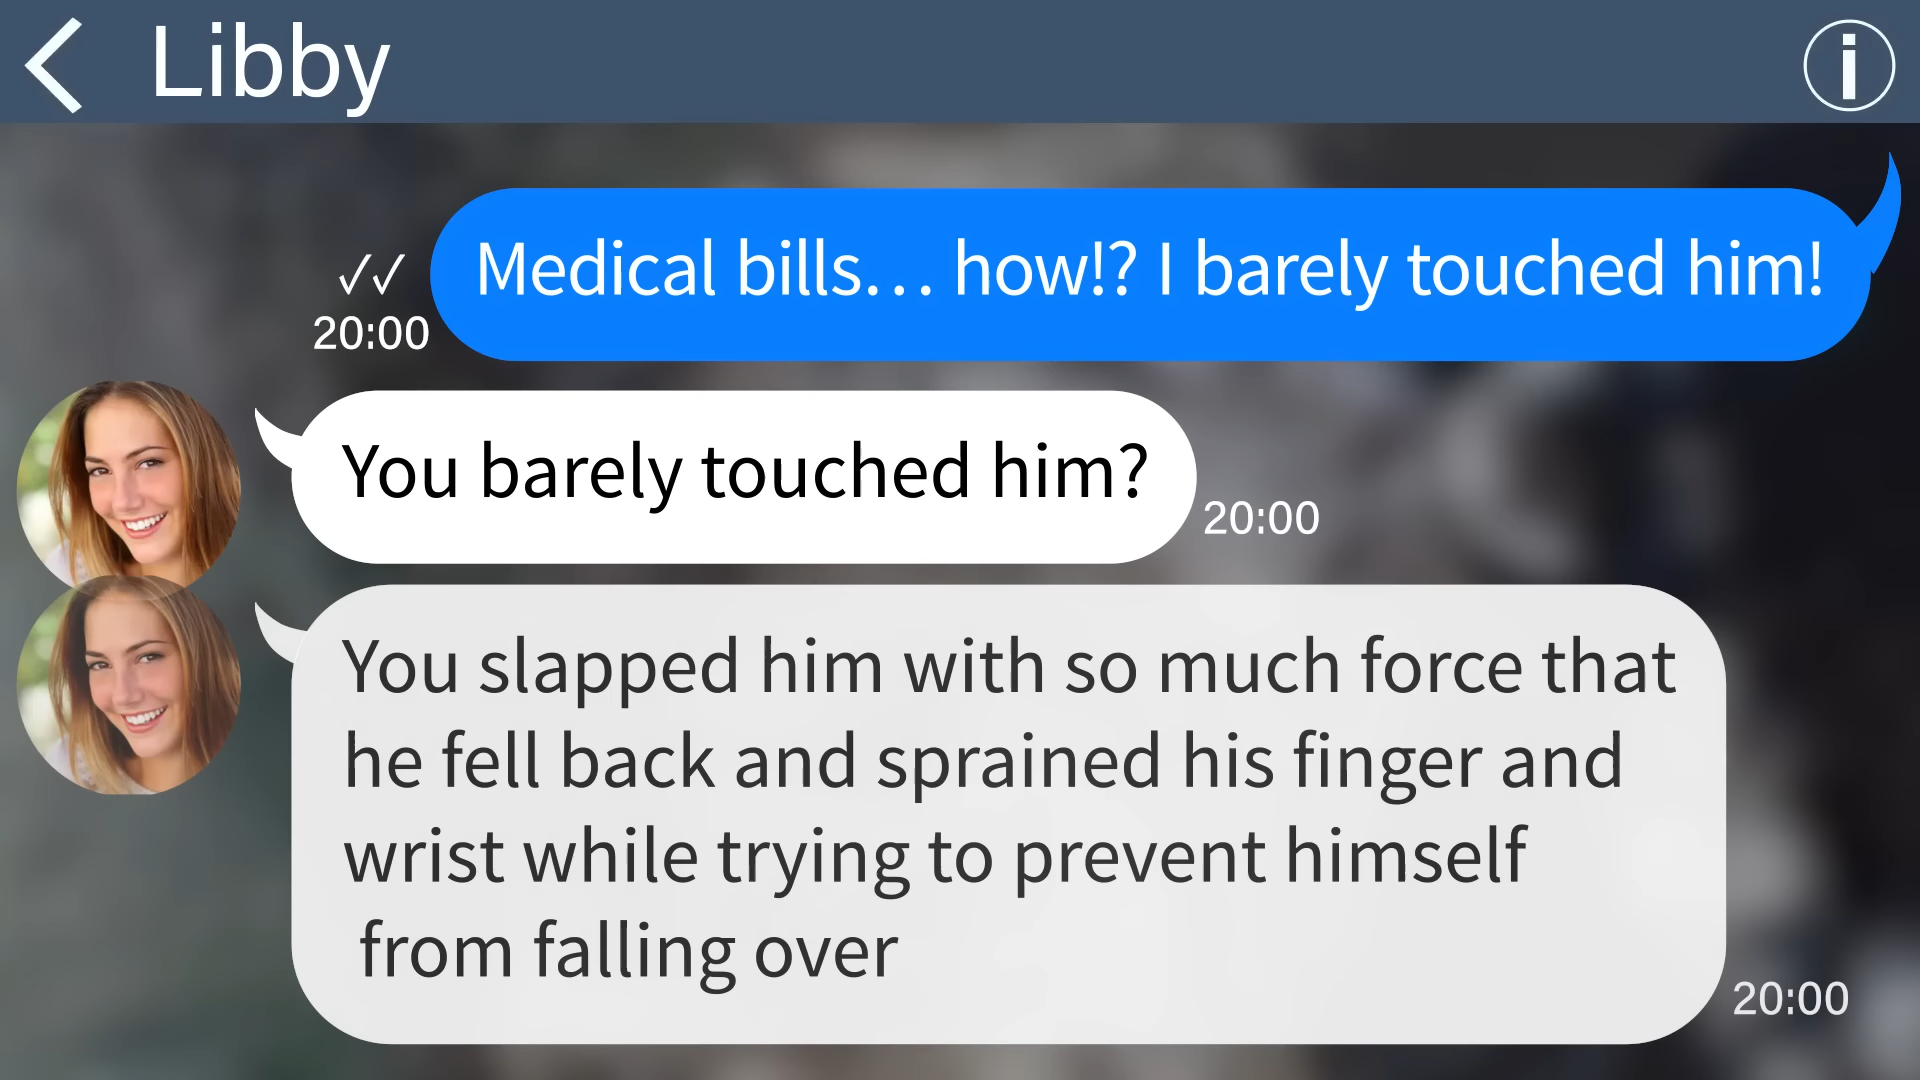 Libby
Medical bills… how!? I barely touched him!
✓✓
20:00
You barely touched him?
20:00
You slapped him with so much force that
he fell back and sprained his finger and
wrist while trying to prevent himself
from falling over
20:00